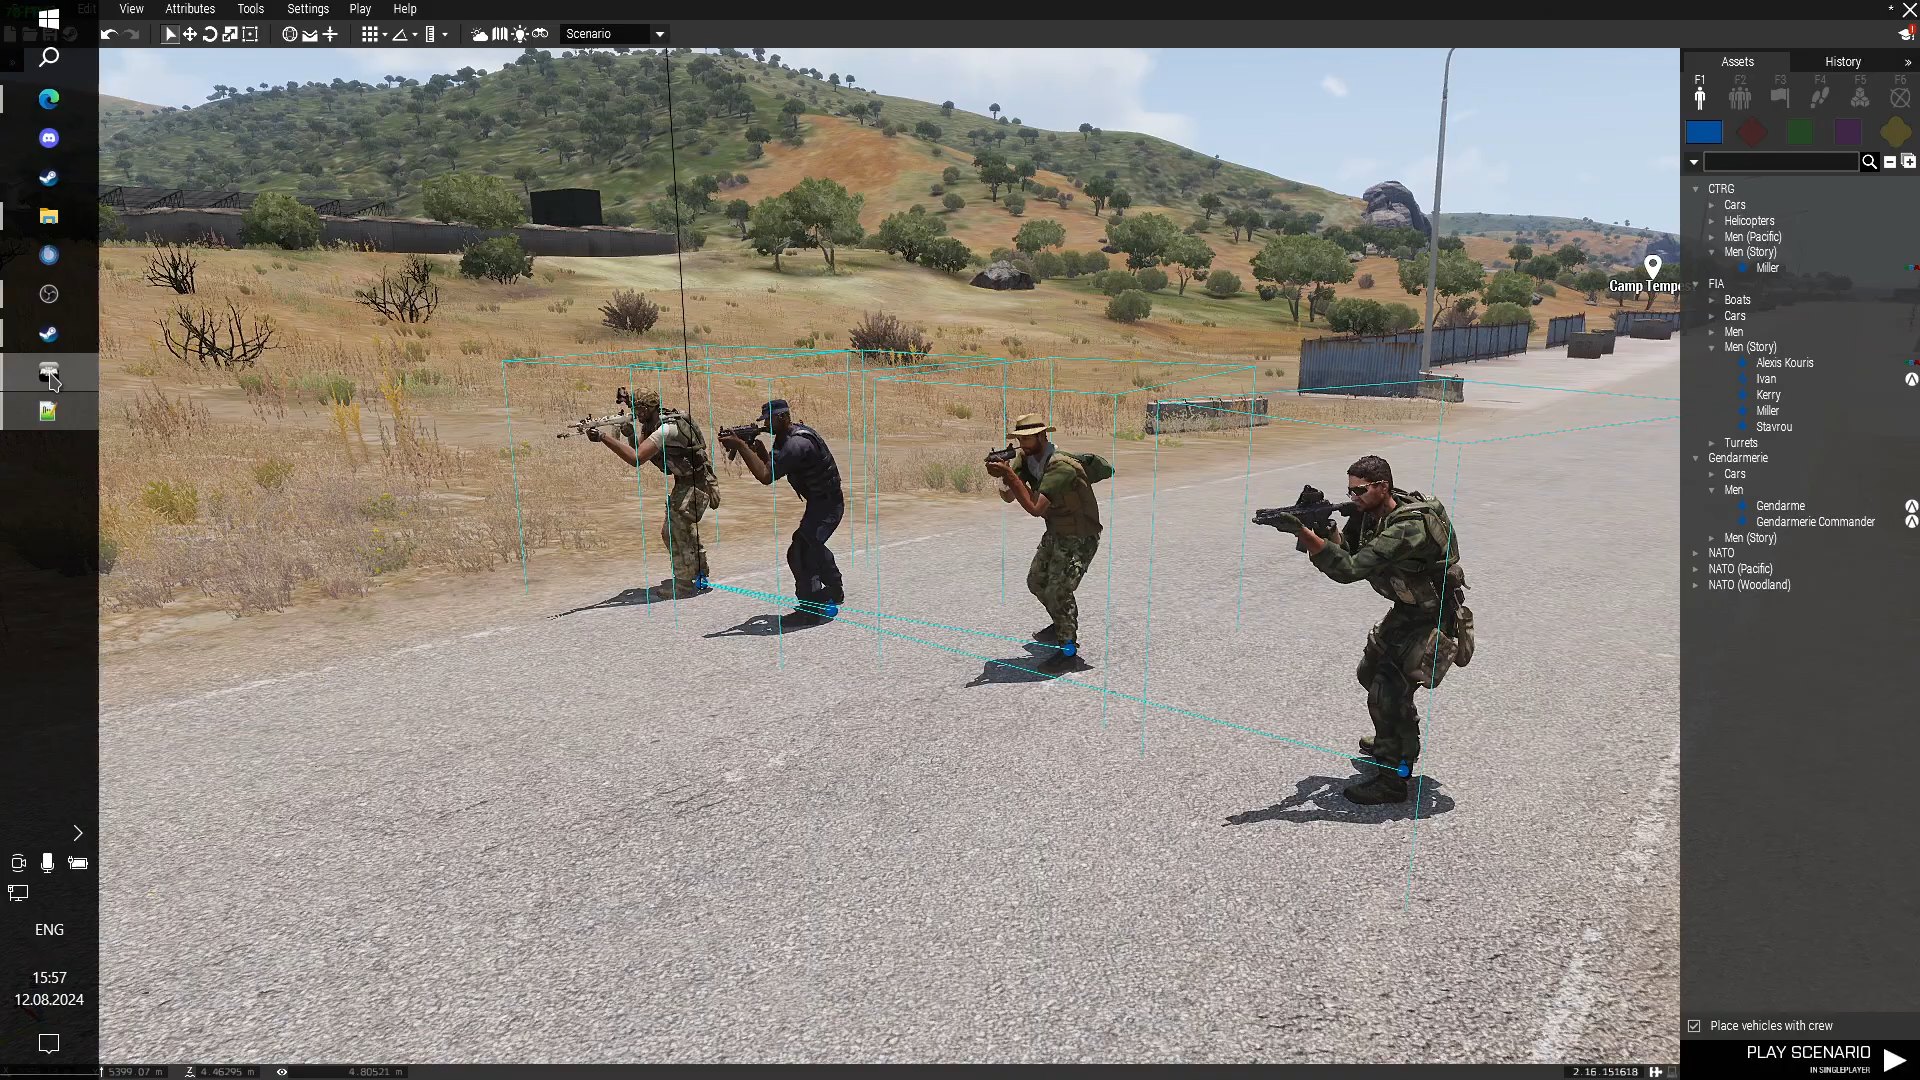 Edit View Attributes Tools Settings Play Help
Scenario
Assets History
F1 F2 F3 F4 F5 F6
CTRG
Cars
Helicopters
Men (Pacific)
Men (Story)
Miller
FIA
Boats
Cars
Men
Men (Story)
Alexis Kouris
Ivan
Kerry
Miller
Stavrou
Turrets
Gendarmerie
Cars
Men
Gendarme
Gendarmerie Commander
Men (Story)
NATO
NATO (Pacific)
NATO (Woodland)
Camp Tempe
ENG
15:57
12.08.2024
Place vehicles with crew
PLAY SCENARIO
IN SINGLEPLAYER
5399.07 m Z 4.46295 m 4.80521 m 2.16.151618